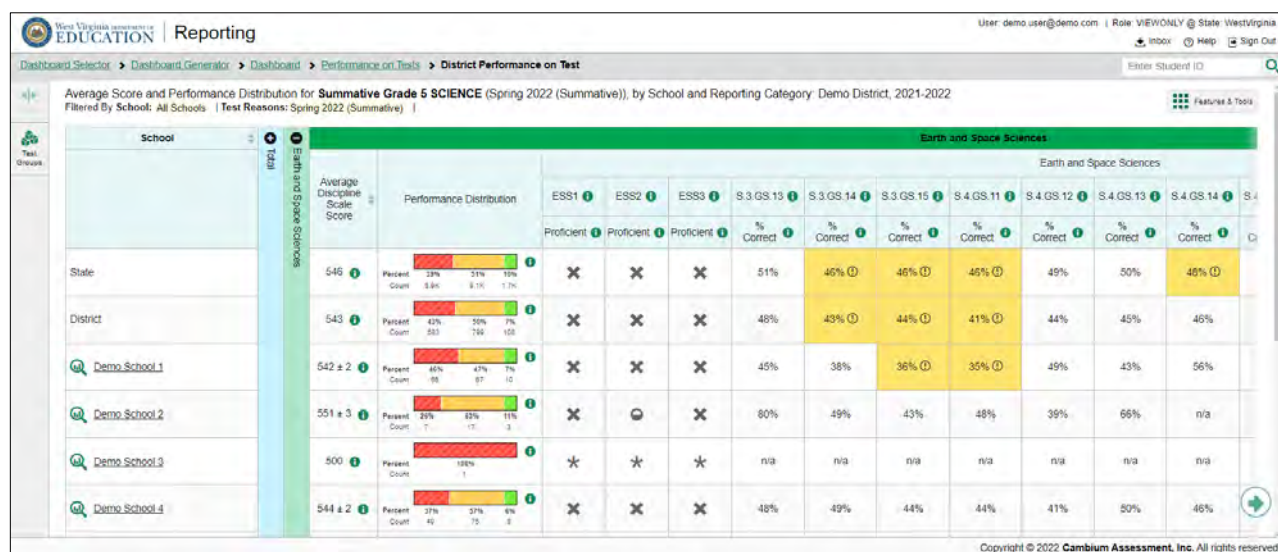 User: demo.user@demo.com | Role: VIEWONLY @ State: WestVirginia
West Virginia DEPARTMENT OF
EDUCATION Reporting
Inbox Help Sign Out
Dashboard Selector > Dashboard Generator > Dashboard > Performance on Tests > District Performance on Test
Enter Student ID
Average Score and Performance Distribution for Summative Grade 5 SCIENCE (Spring 2022 (Summative)), by School and Reporting Category: Demo District, 2021-2022
Filtered By School: All Schools | Test Reasons: Spring 2022 (Summative) |
Features & Tools
Test Groups
School Total Earth and Space Sciences Earth and Space Sciences
Earth and Space Sciences
Average Discipline Scale Score Performance Distribution ESS1 ESS2 ESS3 S.3.GS.13 S.3.GS.14 S.3.GS.15 S.4.GS.11 S.4.GS.12 S.4.GS.13 S.4.GS.14
Proficient Proficient Proficient % Correct % Correct % Correct % Correct % Correct % Correct % Correct
State 546 51% 46% 46% 46% 49% 50% 48%
Percent 51% 10%
Count 1.7K
District 543 48% 43% 44% 41% 44% 45% 46%
Percent 42% 50% 7%
Count
Demo School 1 542 ± 2 45% 38% 36% 35% 49% 43% 56%
Percent 46% 47% 7%
Count 10
Demo School 2 551 ± 3 80% 49% 43% 48% 39% 66% n/a
Percent 26% 63% 11%
Count 7 17 3
Demo School 3 500 n/a n/a n/a n/a n/a n/a n/a
Percent 100%
Count 1
Demo School 4 544 ± 2 48% 49% 44% 44% 41% 50% 46%
Percent 37% 57% 6%
Count 49
Copyright © 2022 Cambium Assessment, Inc. All rights reserved